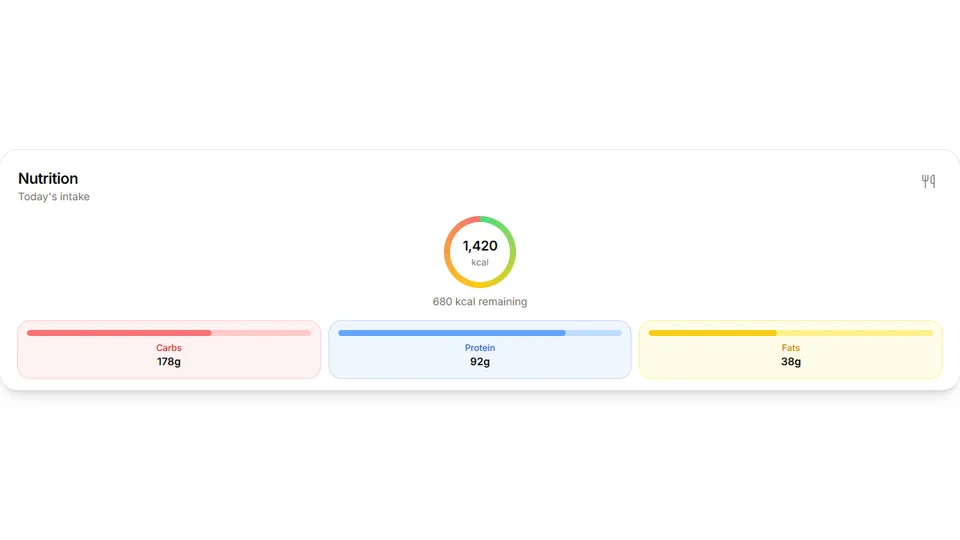 Nutrition
Today's intake
1,420
kcal
680 kcal remaining
Carbs
178g
Protein
92g
Fats
38g